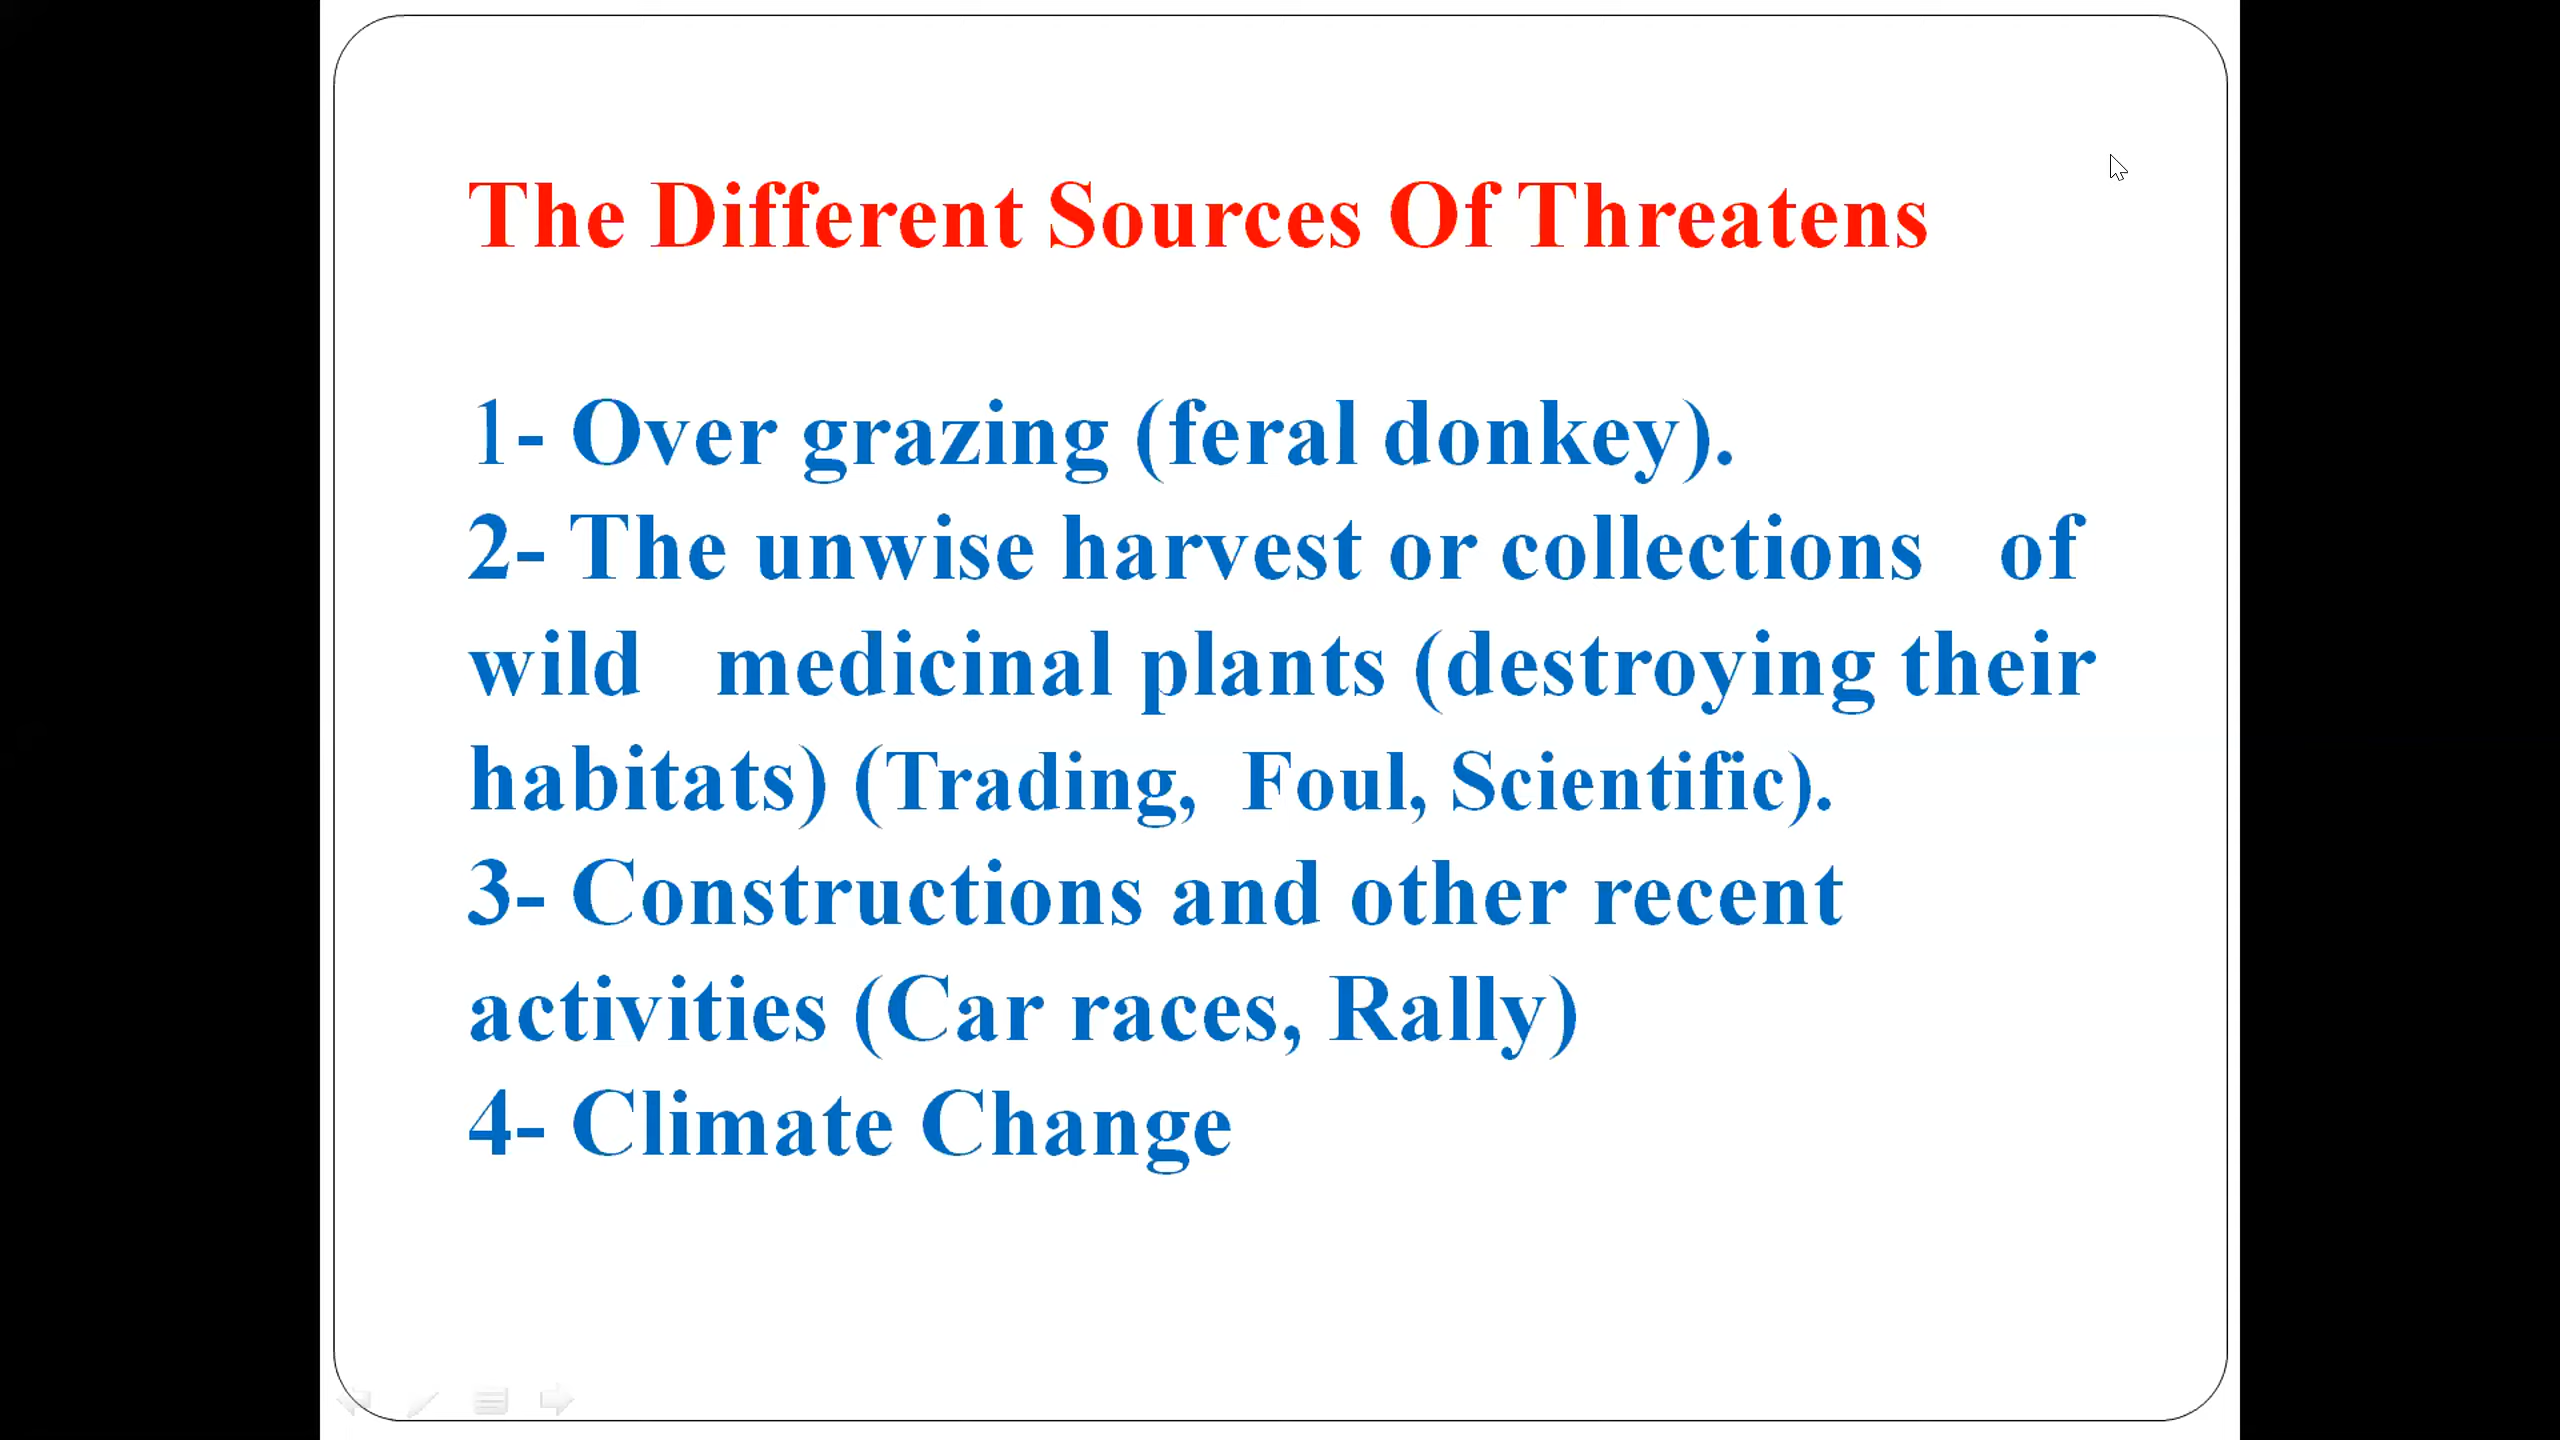 The Different Sources Of Threatens
1- Over grazing (feral donkey).
2- The unwise harvest or collections of
wild medicinal plants (destroying their
habitats) (Trading, Foul, Scientific).
3- Constructions and other recent
activities (Car races, Rally)
4- Climate Change